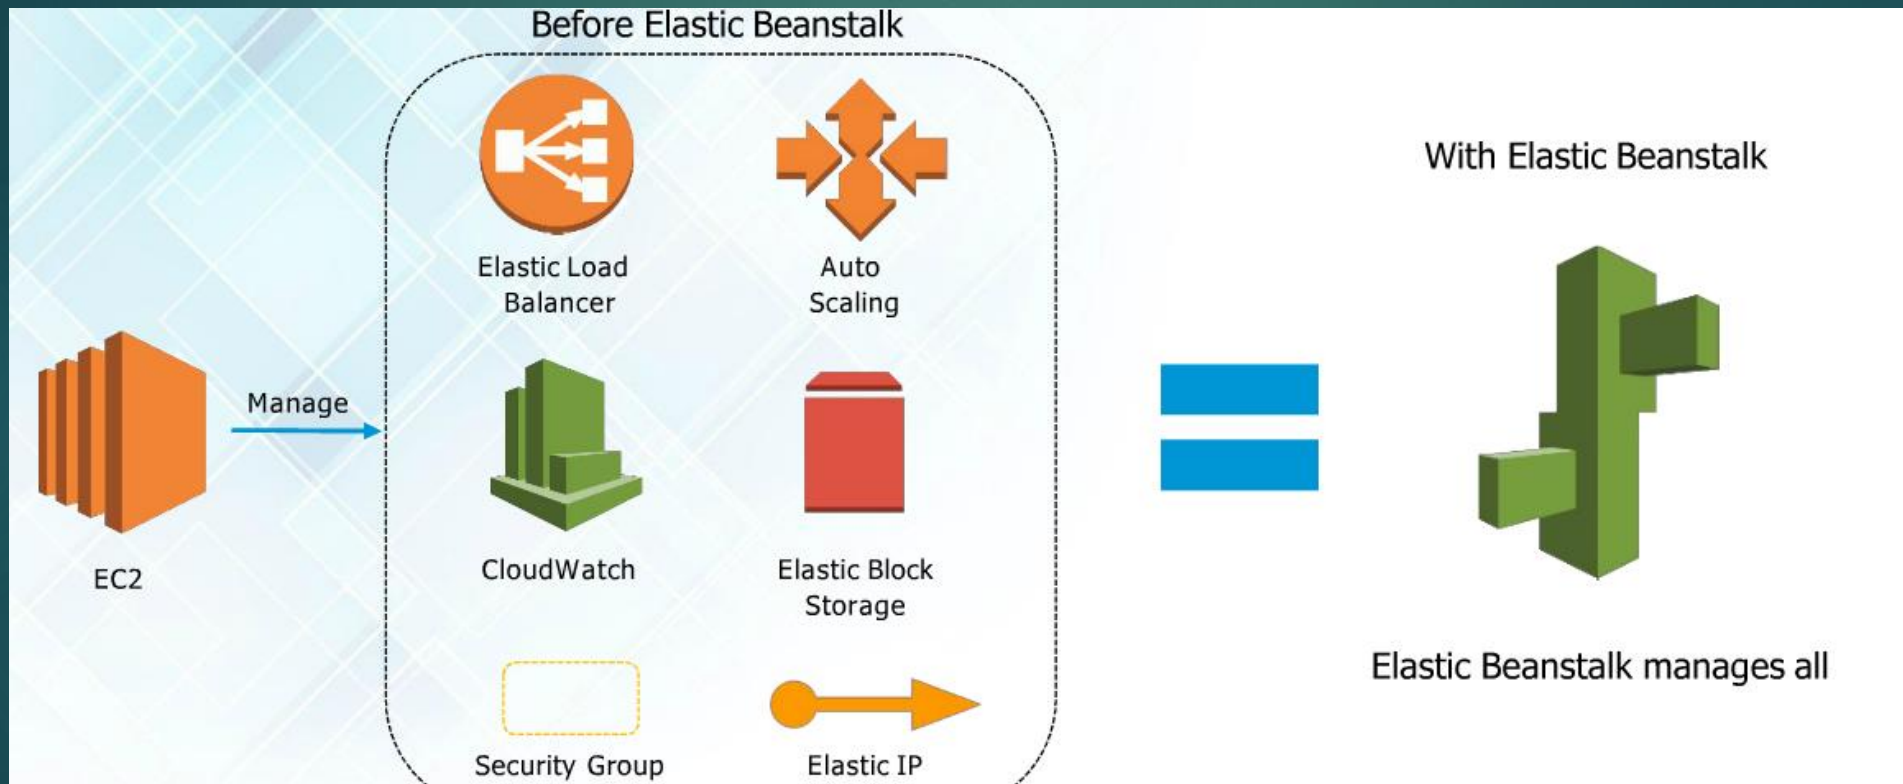 Before Elastic Beanstalk
Elastic Load
Balancer
Auto
Scaling
With Elastic Beanstalk
Manage
EC2
CloudWatch
Elastic Block
Storage
Elastic Beanstalk manages all
Security Group
Elastic IP